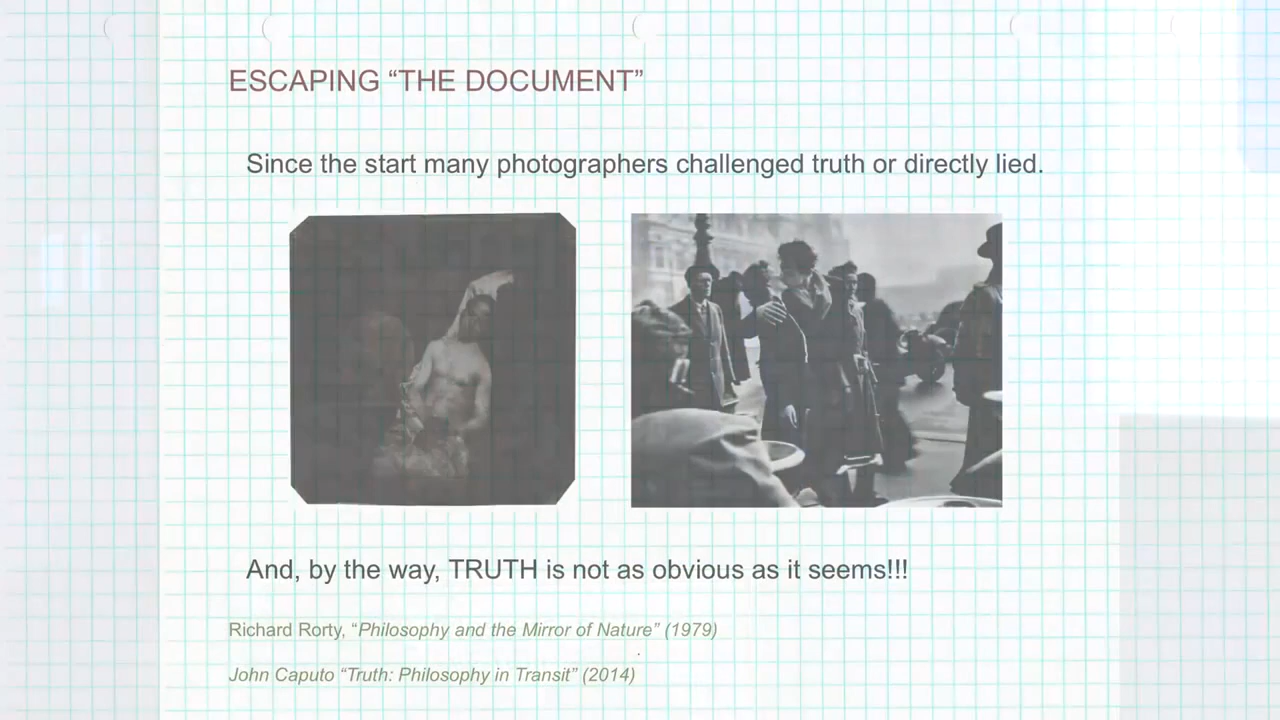 ESCAPING “THE DOCUMENT”
Since the start many photographers challenged truth or directly lied.
And, by the way, TRUTH is not as obvious as it seems!!!
Richard Rorty, “Philosophy and the Mirror of Nature” (1979)
John Caputo “Truth: Philosophy in Transit” (2014)